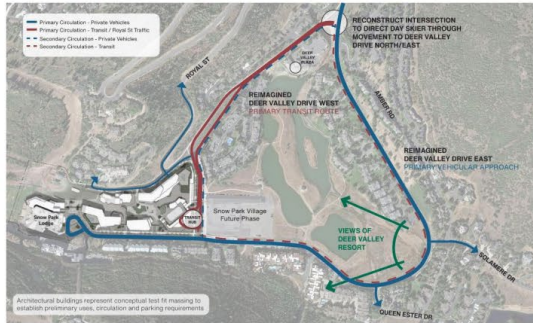 Primary Circulation - Private Vehicles
Primary Circulation - Transit / Royal St Traffic
Secondary Circulation - Private Vehicles
Secondary Circulation - Transit
RECONSTRUCT INTERSECTION
TO DIRECT DAY SKIER THROUGH
MOVEMENT TO DEER VALLEY
DRIVE NORTH/EAST
DEER
VALLEY
PLAZA
ROYAL ST
REIMAGINED
DEER VALLEY DRIVE WEST
PRIMARY TRANSIT ROUTE
AMBER RD
REIMAGINED
DEER VALLEY DRIVE EAST
PRIMARY VEHICULAR APPROACH
Snow Park
Lodge
TRANSIT
HUB
Snow Park Village
Future Phase
VIEWS OF
DEER VALLEY
RESORT
SOLAMERE DR
QUEEN ESTER DR
Architectural buildings represent conceptual test fit massing to
establish preliminary uses, circulation and parking requirements